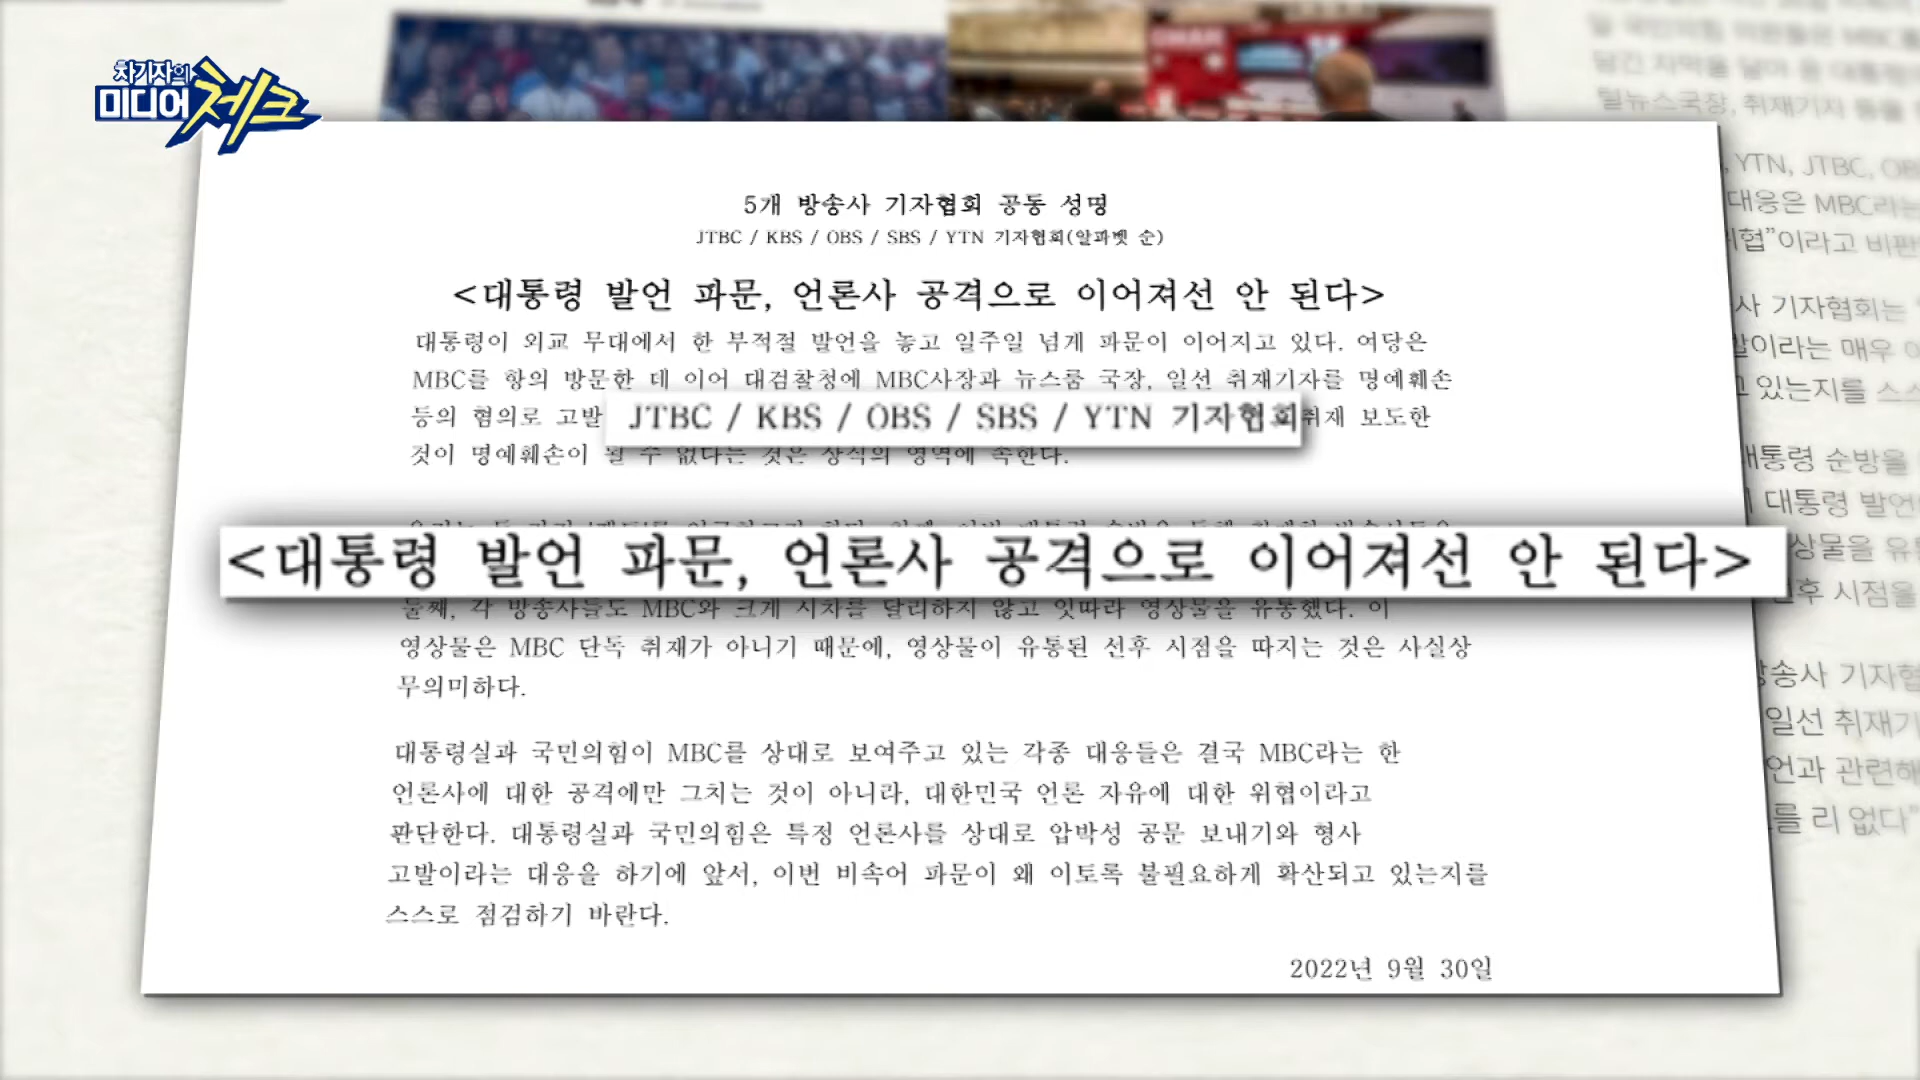 차기자의
미디어 체크
5개 방송사 기자협회 공동 성명
JTBC / KBS / OBS / SBS / YTN 기자협회(알파벳 순)
<대통령 발언 파문, 언론사 공격으로 이어져선 안 된다>
대통령이 외교 무대에서 한 부적절 발언을 놓고 일주일 넘게 파문이 이어지고 있다. 여당은
MBC를 항의 방문한 데 이어 대검찰청에 MBC사장과 뉴스룸 국장, 일선 취재기자를 명예훼손
등의 혐의로 고발
취재 보도한
JTBC / KBS / OBS / SBS / YTN 기자협회
것이 명예훼손이 될 수 없다는 것은 상식의 영역에 속한다.
<대통령 발언 파문, 언론사 공격으로 이어져선 안 된다>
둘째, 각 방송사들도 MBC와 크게 시차를 달리하지 않고 잇따라 영상물을 유통했다. 이
영상물은 MBC 단독 취재가 아니기 때문에, 영상물이 유통된 선후 시점을 따지는 것은 사실상
무의미하다.
대통령실과 국민의힘이 MBC를 상대로 보여주고 있는 각종 대응들은 결국 MBC라는 한
언론사에 대한 공격에만 그치는 것이 아니라, 대한민국 언론 자유에 대한 위협이라고
판단한다. 대통령실과 국민의힘은 특정 언론사를 상대로 압박성 공문 보내기와 형사
고발이라는 대응을 하기에 앞서, 이번 비속어 파문이 왜 이토록 불필요하게 확산되고 있는지를
스스로 점검하기 바란다.
2022년 9월 30일
YTN, JTBC, OB
대응은 MBC라는
협”이라고 비판
사 기자협회는
발이라는 매우
있는지를 스스
대통령 순방을
대통령 발언
상물을 유
선후 시점을
방송사 기자협
일선 취재기
언과 관련해
를 리 없다”